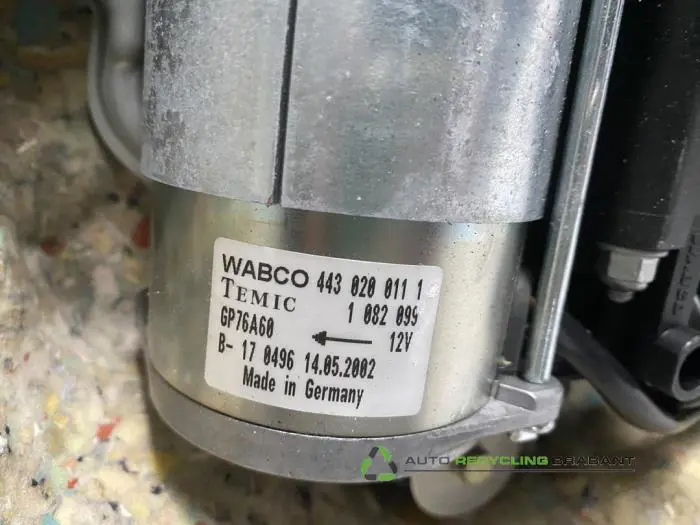 WABCO 443 020 011 1
TEMIC 1 082 099
GP76A60 12V
B- 17 0496 14.05.2002
Made in Germany
AUTO RECYCLING BRABANT